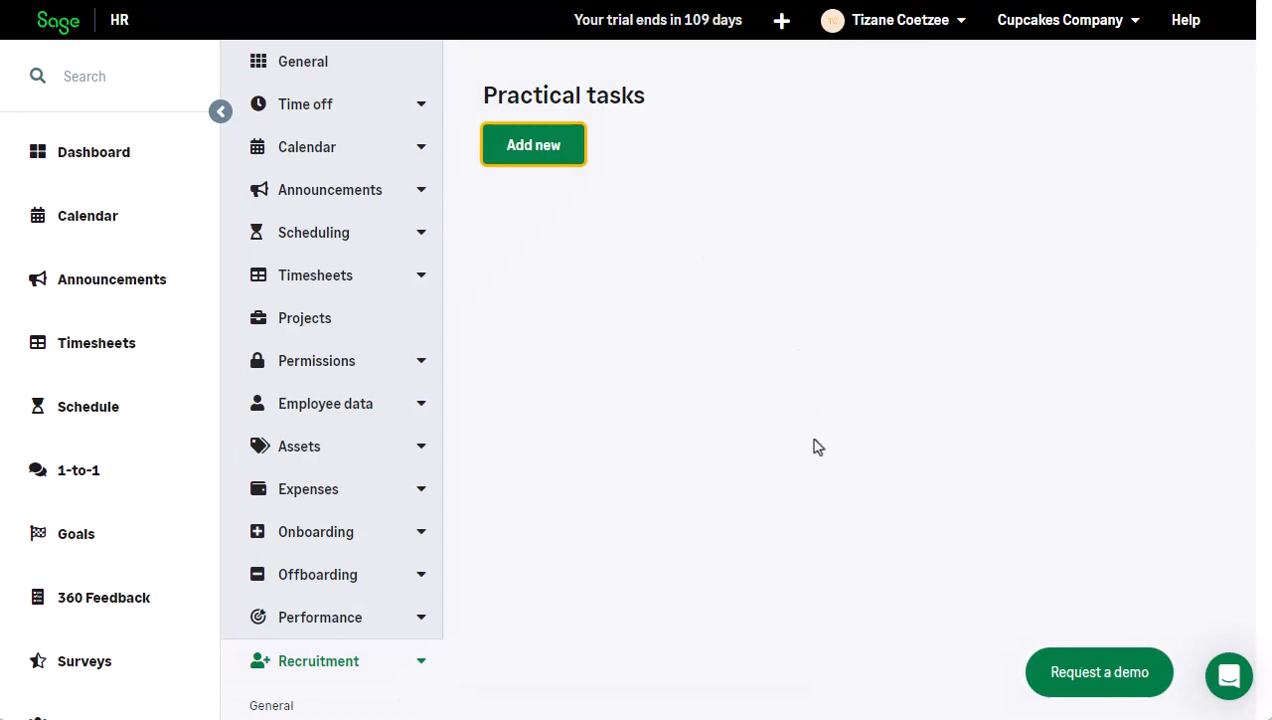 Sage HR
Your trial ends in 109 days
TC Tizane Coetzee
Cupcakes Company
Help
Search
Dashboard
Calendar
Announcements
Timesheets
Schedule
1-to-1
Goals
360 Feedback
Surveys
General
Time off
Calendar
Announcements
Scheduling
Timesheets
Projects
Permissions
Employee data
Assets
Expenses
Onboarding
Offboarding
Performance
Recruitment
General
Practical tasks
Add new
Request a demo